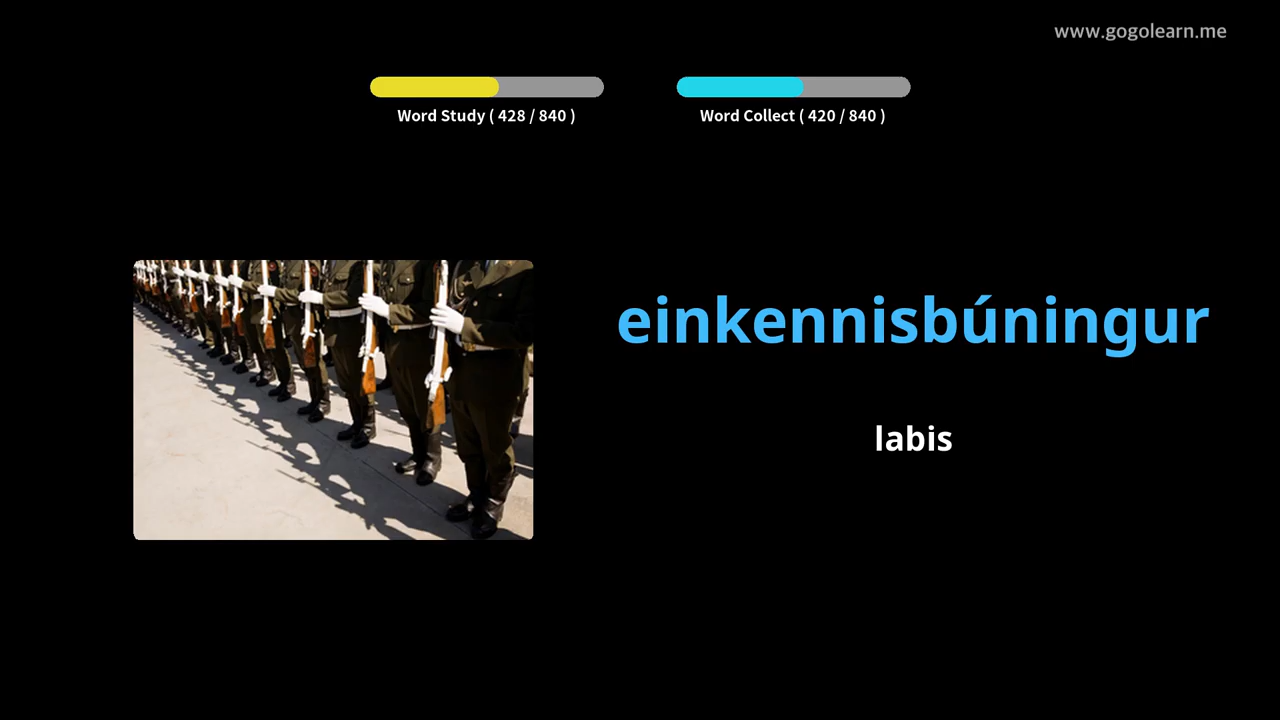 www.gogolearn.me
Word Study ( 428 / 840 )
Word Collect ( 420 / 840 )
einkennisbúningur
labis